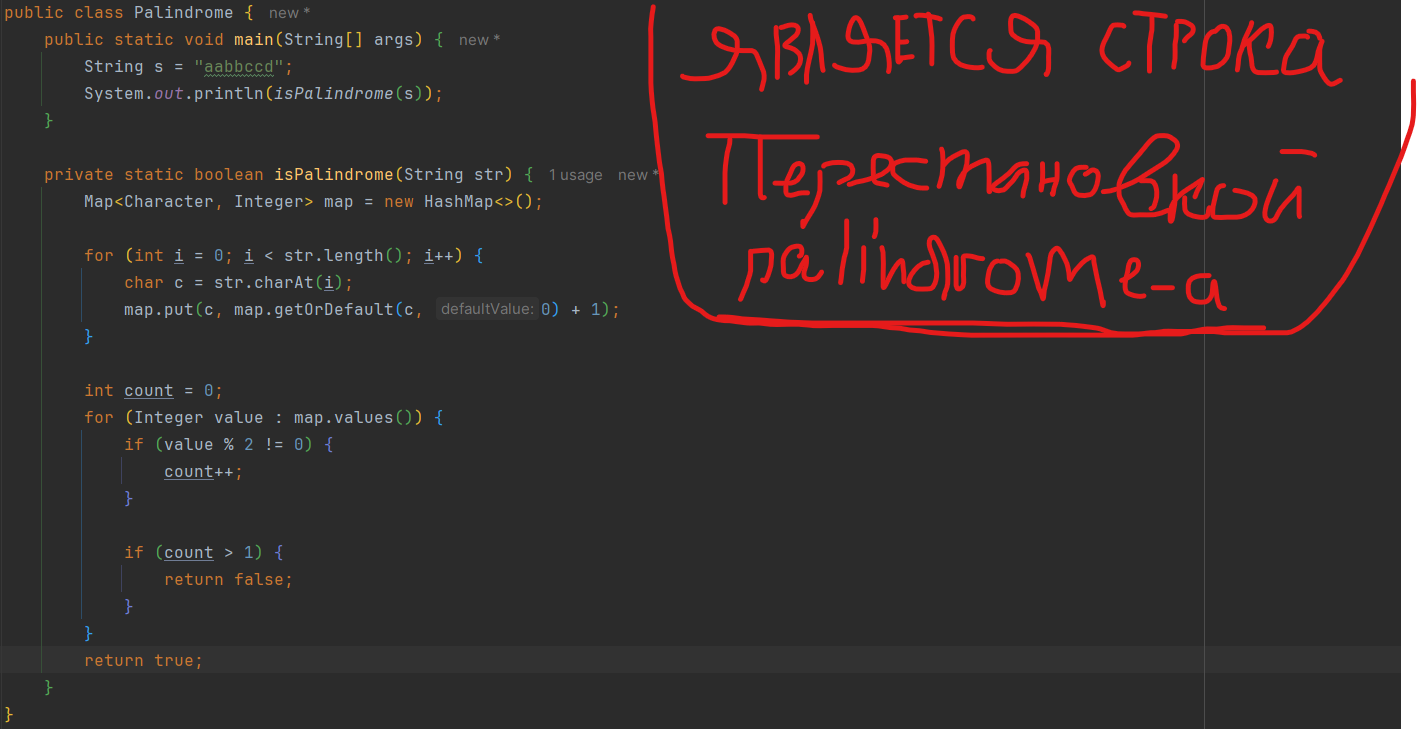 public class Palindrome { new *
public static void main(String[] args) { new *
String s = "aabbccd";
System.out.println(isPalindrome(s));
}
private static boolean isPalindrome(String str) { 1 usage new *
Map<Character, Integer> map = new HashMap<>();
for (int i = 0; i < str.length(); i++) {
char c = str.charAt(i);
map.put(c, map.getOrDefault(c, defaultValue: 0) + 1);
}
int count = 0;
for (Integer value : map.values()) {
if (value % 2 != 0) {
count++;
}
if (count > 1) {
return false;
}
}
return true;
}
}
ЯВЛЯЕТСЯ СТРОКА
Перестановкой
palindrome-а